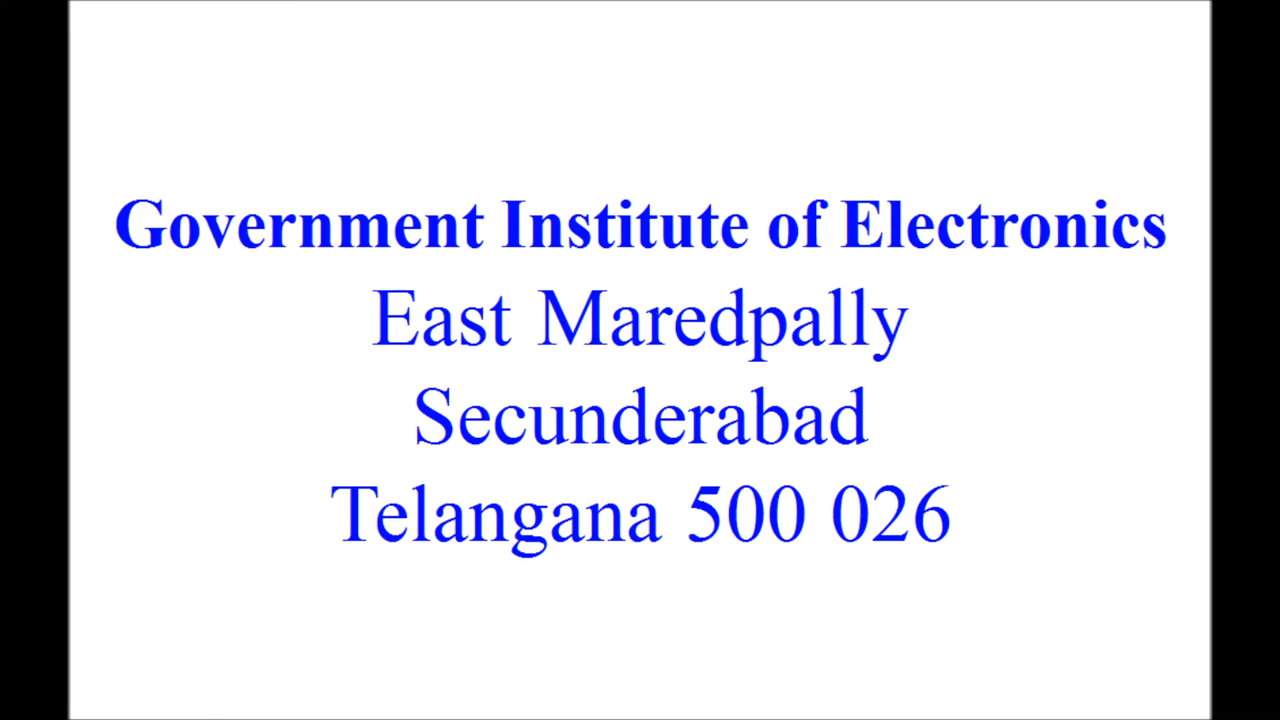 Government Institute of Electronics
East Maredpally
Secunderabad
Telangana 500 026